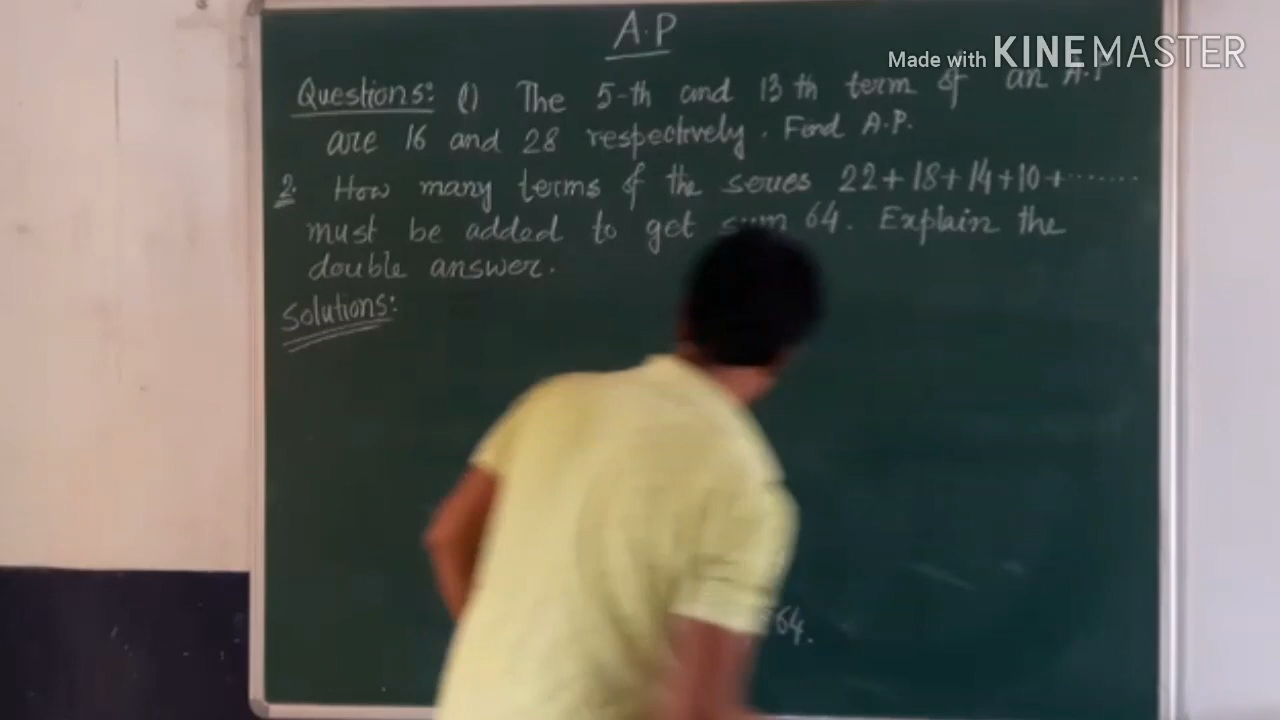 A.P
Made with KINEMASTER
Questions: (1) The 5-th and 13 th term of an A.P
are 16 and 28 respectively. Find A.P.
2. How many terms of the series 22+18+14+10+.......
must be added to get sum 64. Explain the
double answer.
Solutions:
64.